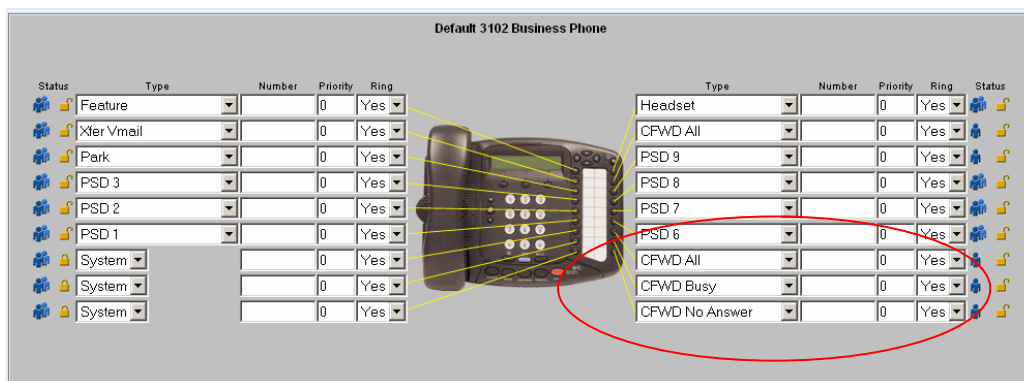 Default 3102 Business Phone
Status Type Number Priority Ring Type Number Priority Ring Status
Feature 0 Yes Headset 0 Yes
Xfer Vmail 0 Yes CFWD All 0 Yes
Park 0 Yes PSD 9 0 Yes
PSD 3 0 Yes PSD 8 0 Yes
PSD 2 0 Yes PSD 7 0 Yes
PSD 1 0 Yes PSD 6 0 Yes
System 0 Yes CFWD All 0 Yes
System 0 Yes CFWD Busy 0 Yes
System 0 Yes CFWD No Answer 0 Yes